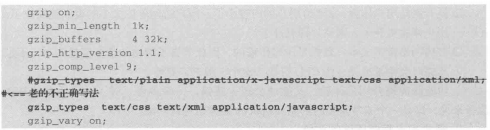 gzip on;
gzip_min_length  1k;
gzip_buffers     4 32k;
gzip_http_version 1.1;
gzip_comp_level 9;
#gzip_types  text/plain application/x-javascript text/css application/xml;
#<== 老的不正确写法
gzip_types  text/css text/xml application/javascript;
gzip_vary on;